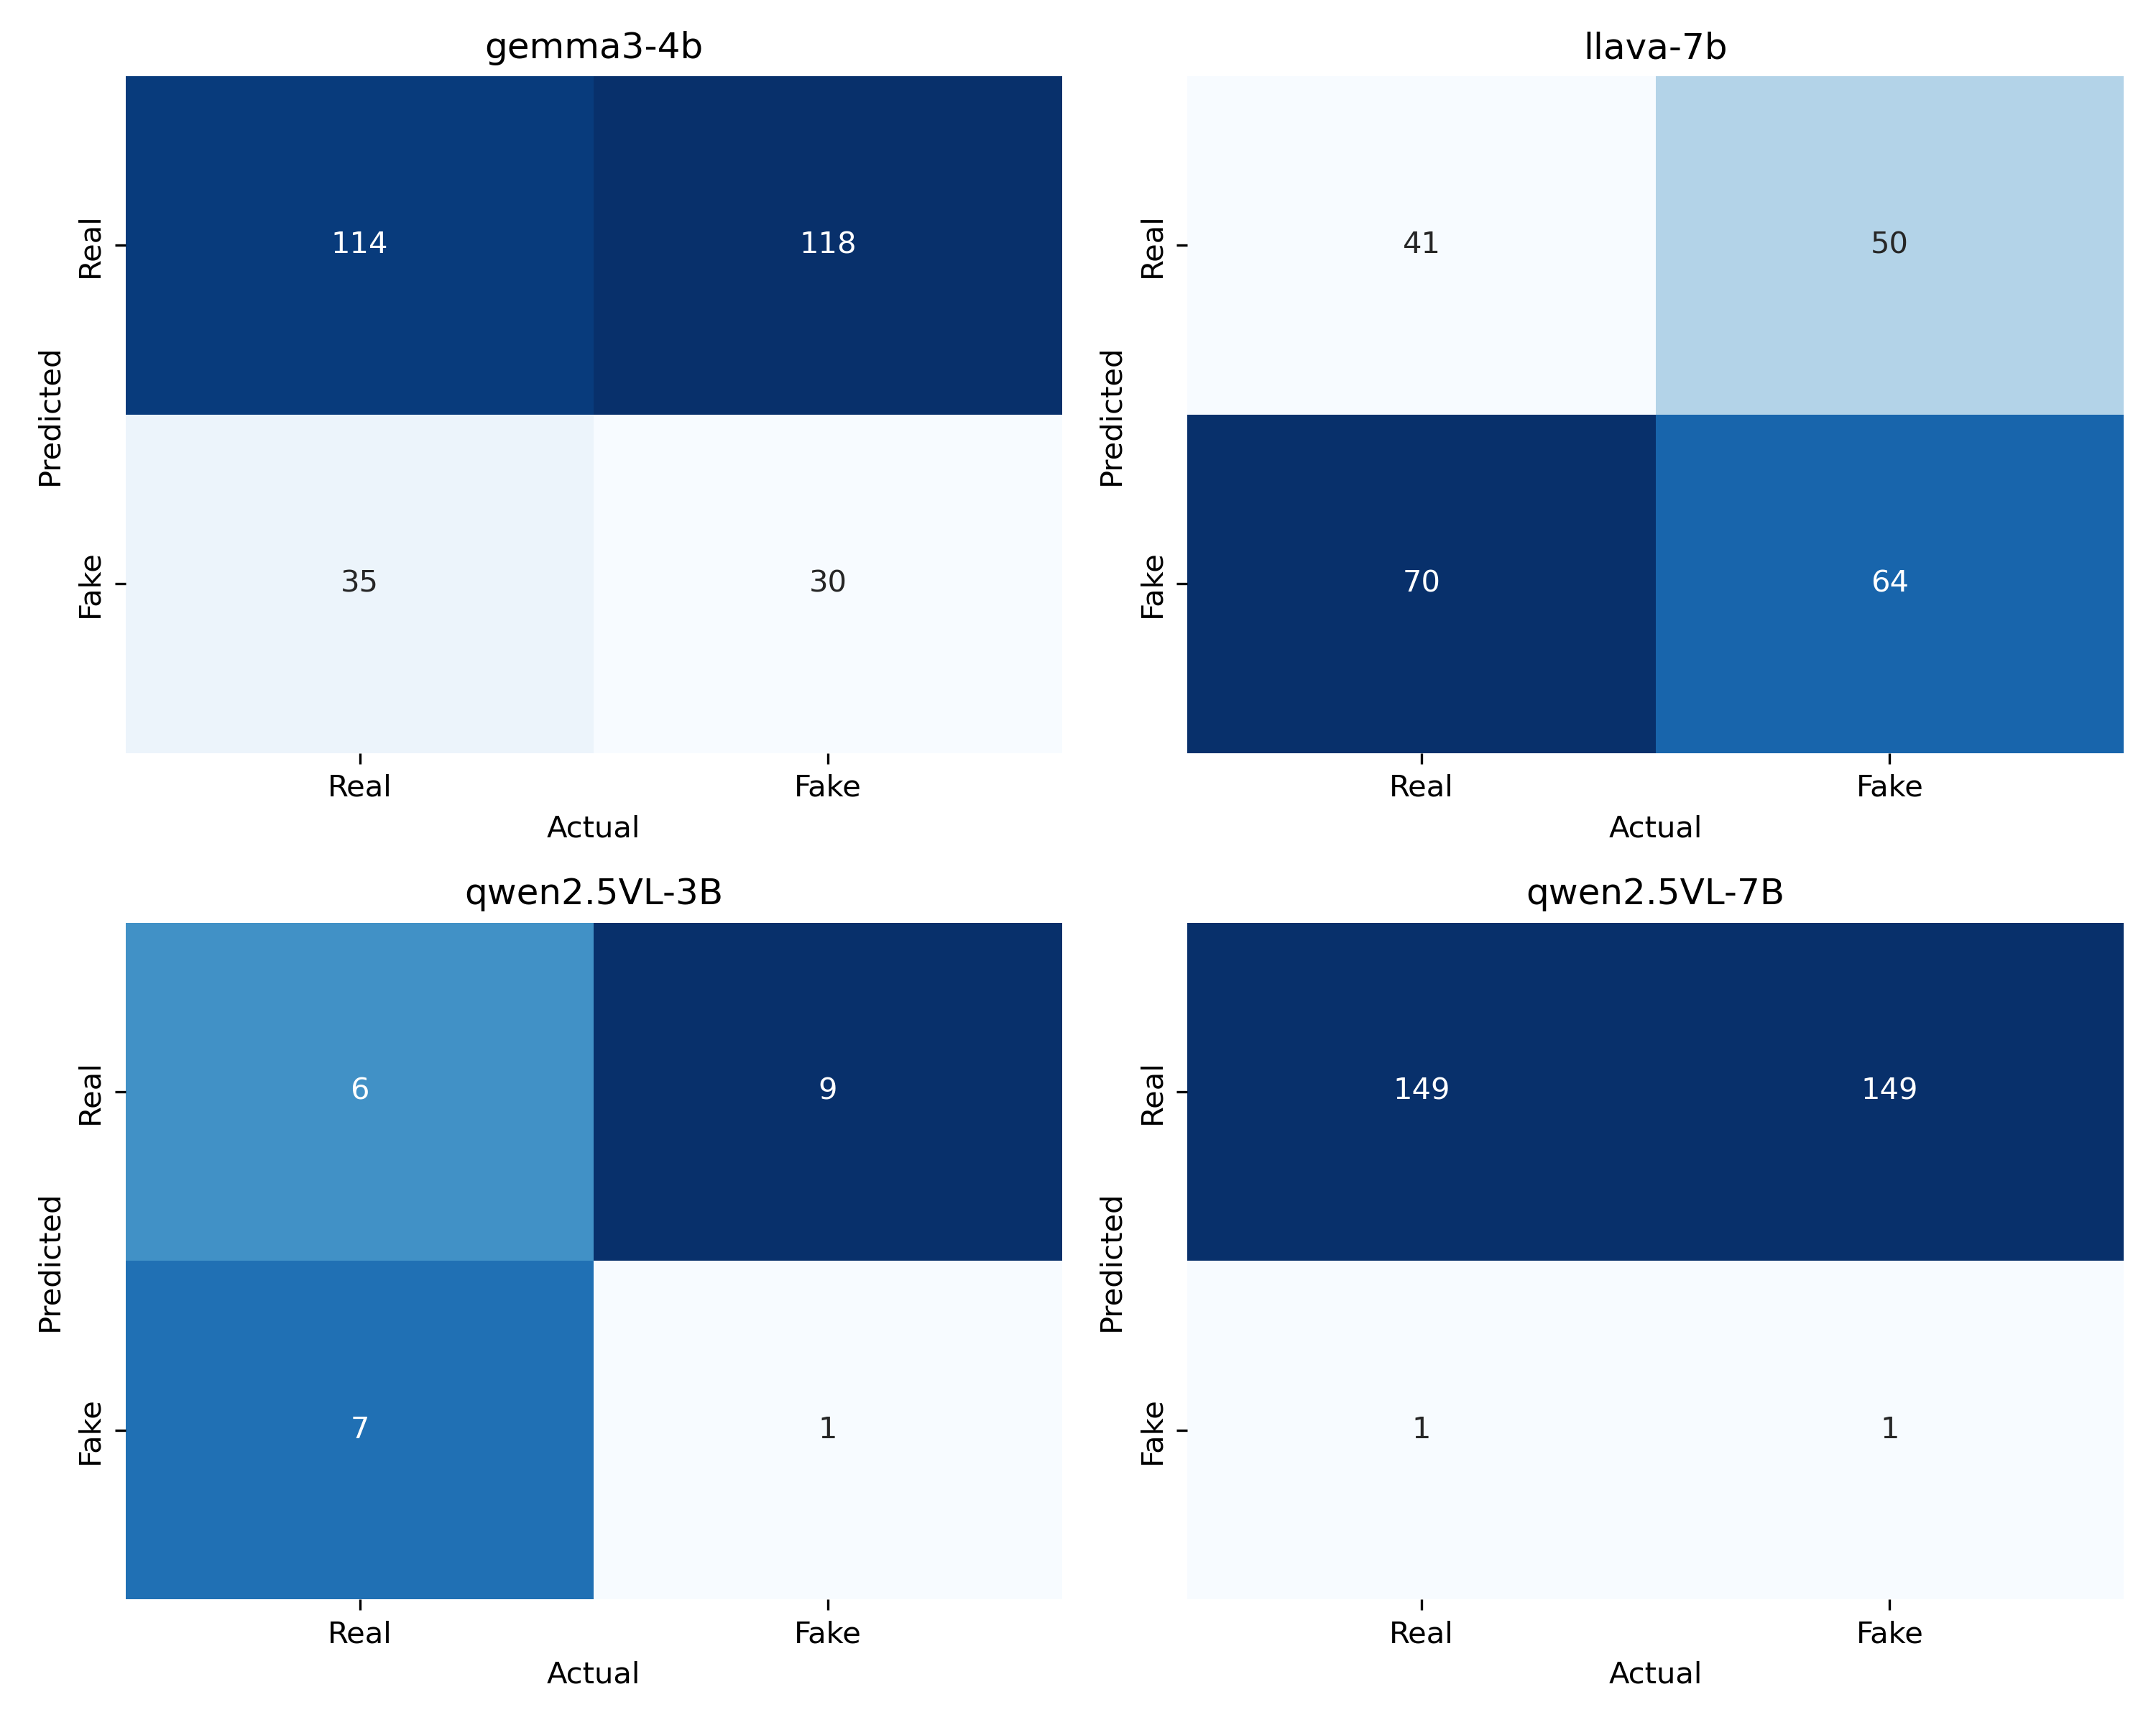 gemma3-4b
Predicted
Real
114
118
Fake
35
30
Real
Fake
Actual
llava-7b
Predicted
Real
41
50
Fake
70
64
Real
Fake
Actual
qwen2.5VL-3B
Predicted
Real
6
9
Fake
7
1
Real
Fake
Actual
qwen2.5VL-7B
Predicted
Real
149
149
Fake
1
1
Real
Fake
Actual